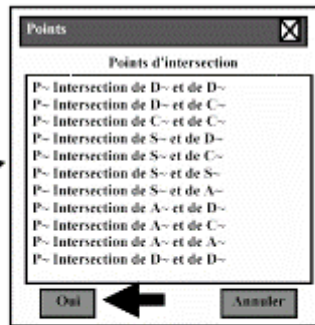 Points
Points d'intersection
P~ Intersection de D~ et de D~
P~ Intersection de D~ et de C~
P~ Intersection de C~ et de C~
P~ Intersection de S~ et de D~
P~ Intersection de S~ et de C~
P~ Intersection de S~ et de S~
P~ Intersection de S~ et de A~
P~ Intersection de A~ et de D~
P~ Intersection de A~ et de C~
P~ Intersection de A~ et de A~
P~ Intersection de D~ et de D~
Oui Annuler